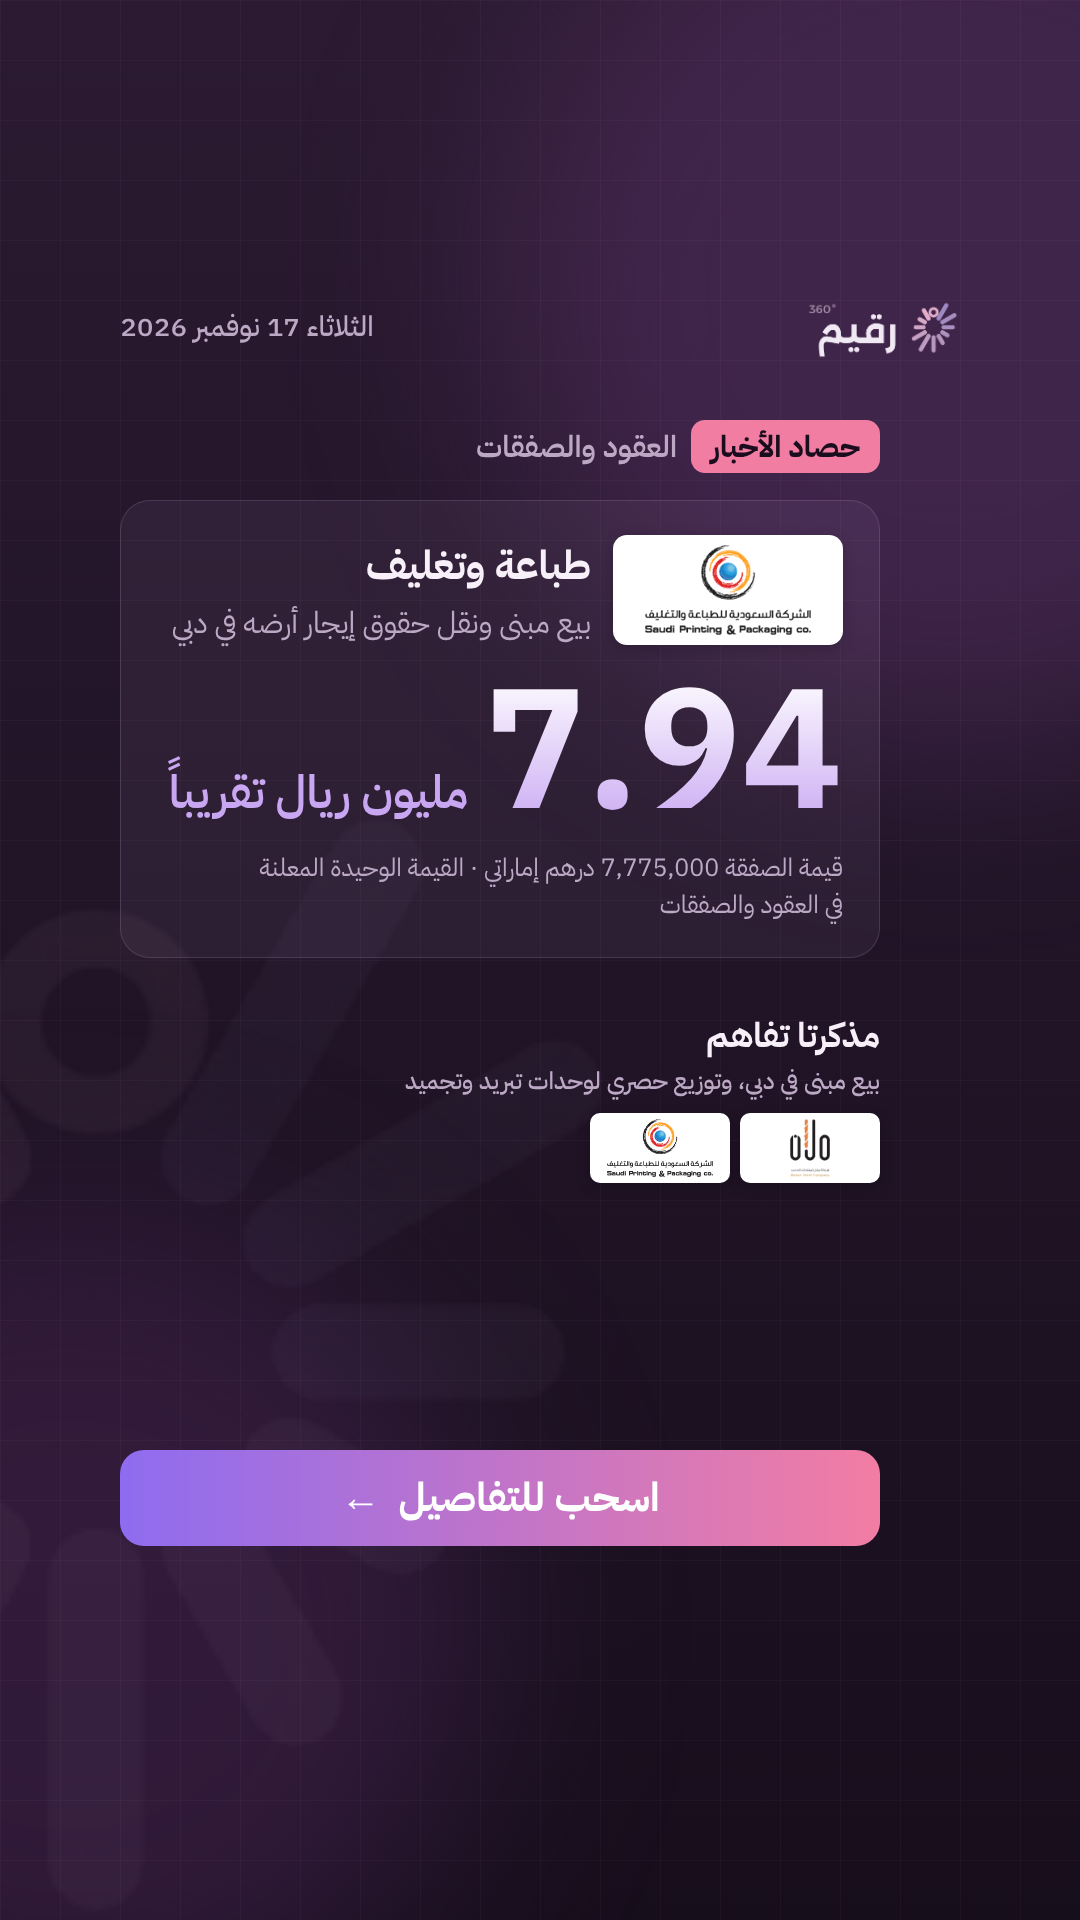 رقيم
360°
الثلاثاء 17 نوفمبر 2026
حصاد الأخبار
العقود والصفقات
الشركة السعودية للطباعة والتغليف
Saudi Printing & Packaging co.
طباعة وتغليف
بيع مبنى ونقل حقوق إيجار أرضه في دبي
7.94 مليون ريال تقريباً
قيمة الصفقة 7,775,000 درهم إماراتي · القيمة الوحيدة المعلنة
في العقود والصفقات
مذكرتا تفاهم
بيع مبنى في دبي، وتوزيع حصري لوحدات تبريد وتجميد
الشركة السعودية للطباعة والتغليف
Saudi Printing & Packaging co.
اسحب للتفاصيل ←